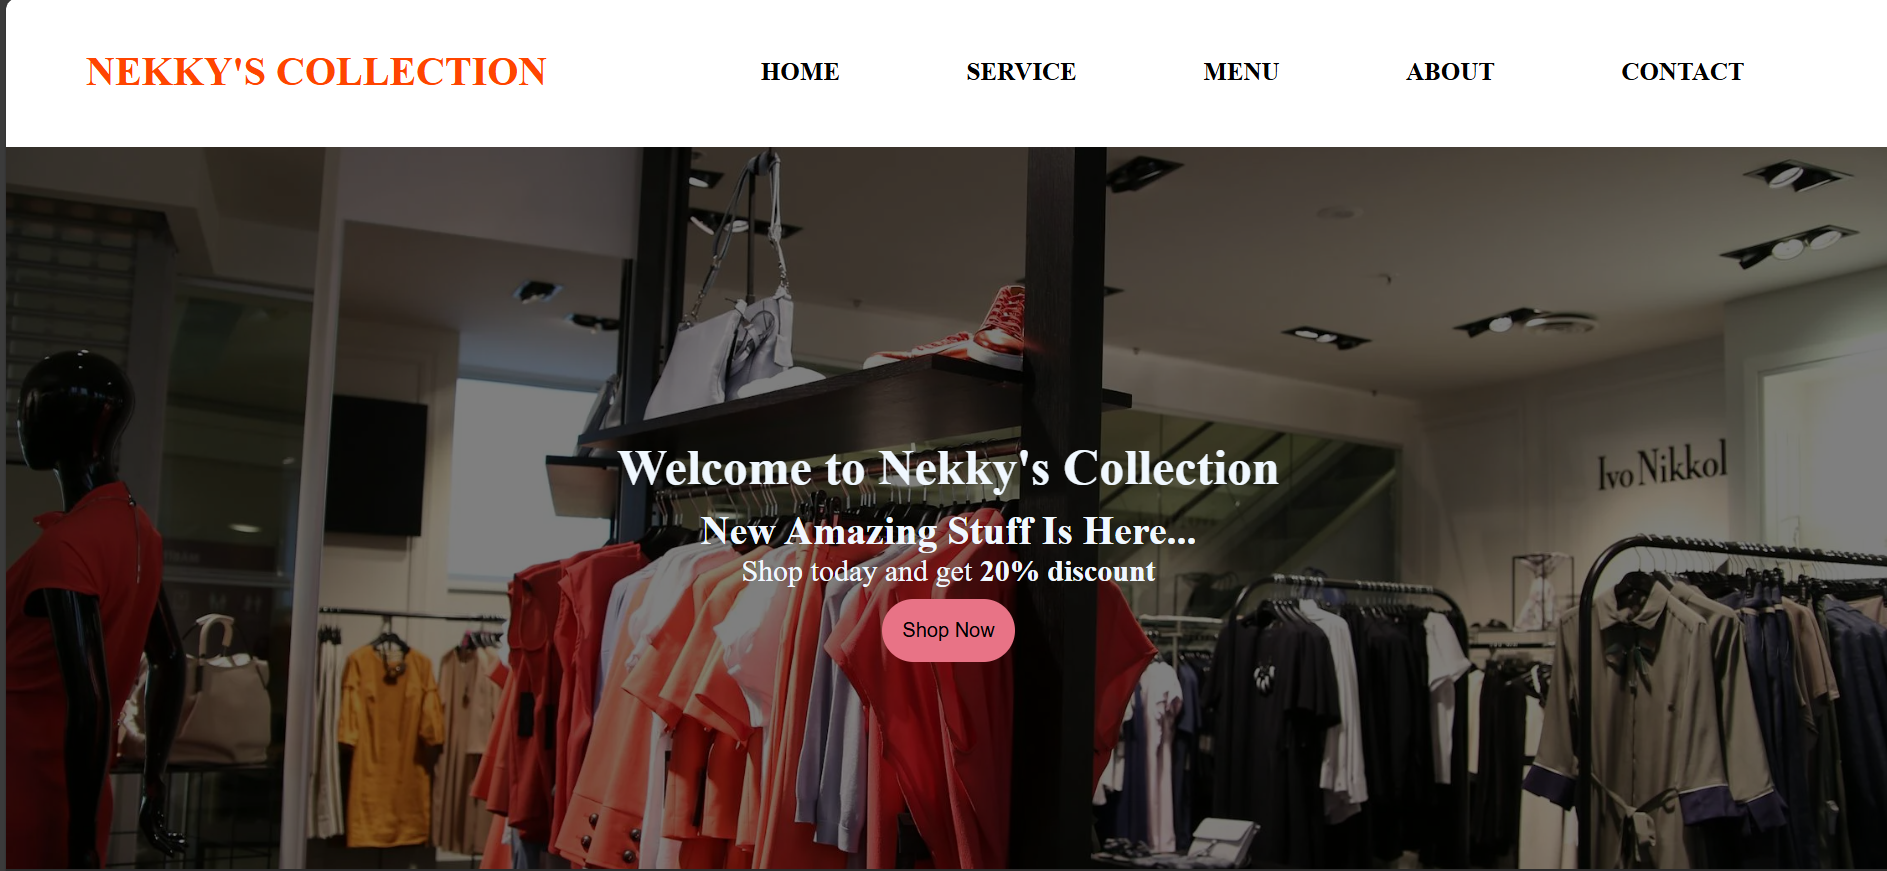 NEKKY'S COLLECTION
HOME
SERVICE
MENU
ABOUT
CONTACT
Ivo Nikkol
Welcome to Nekky's Collection
New Amazing Stuff Is Here...
Shop today and get 20% discount
Shop Now